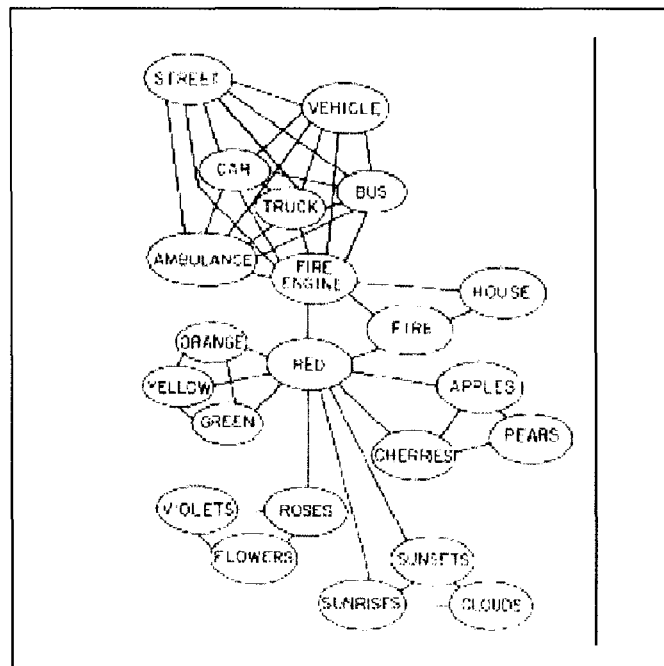 STREET
VEHICLE
CAR
TRUCK
BUS
AMBULANCE
FIRE
ENGINE
HOUSE
FIRE
ORANGE
RED
YELLOW
GREEN
APPLES
PEARS
CHERRIES
VIOLETS
ROSES
FLOWERS
SUNSETS
SUNRISES
CLOUDS